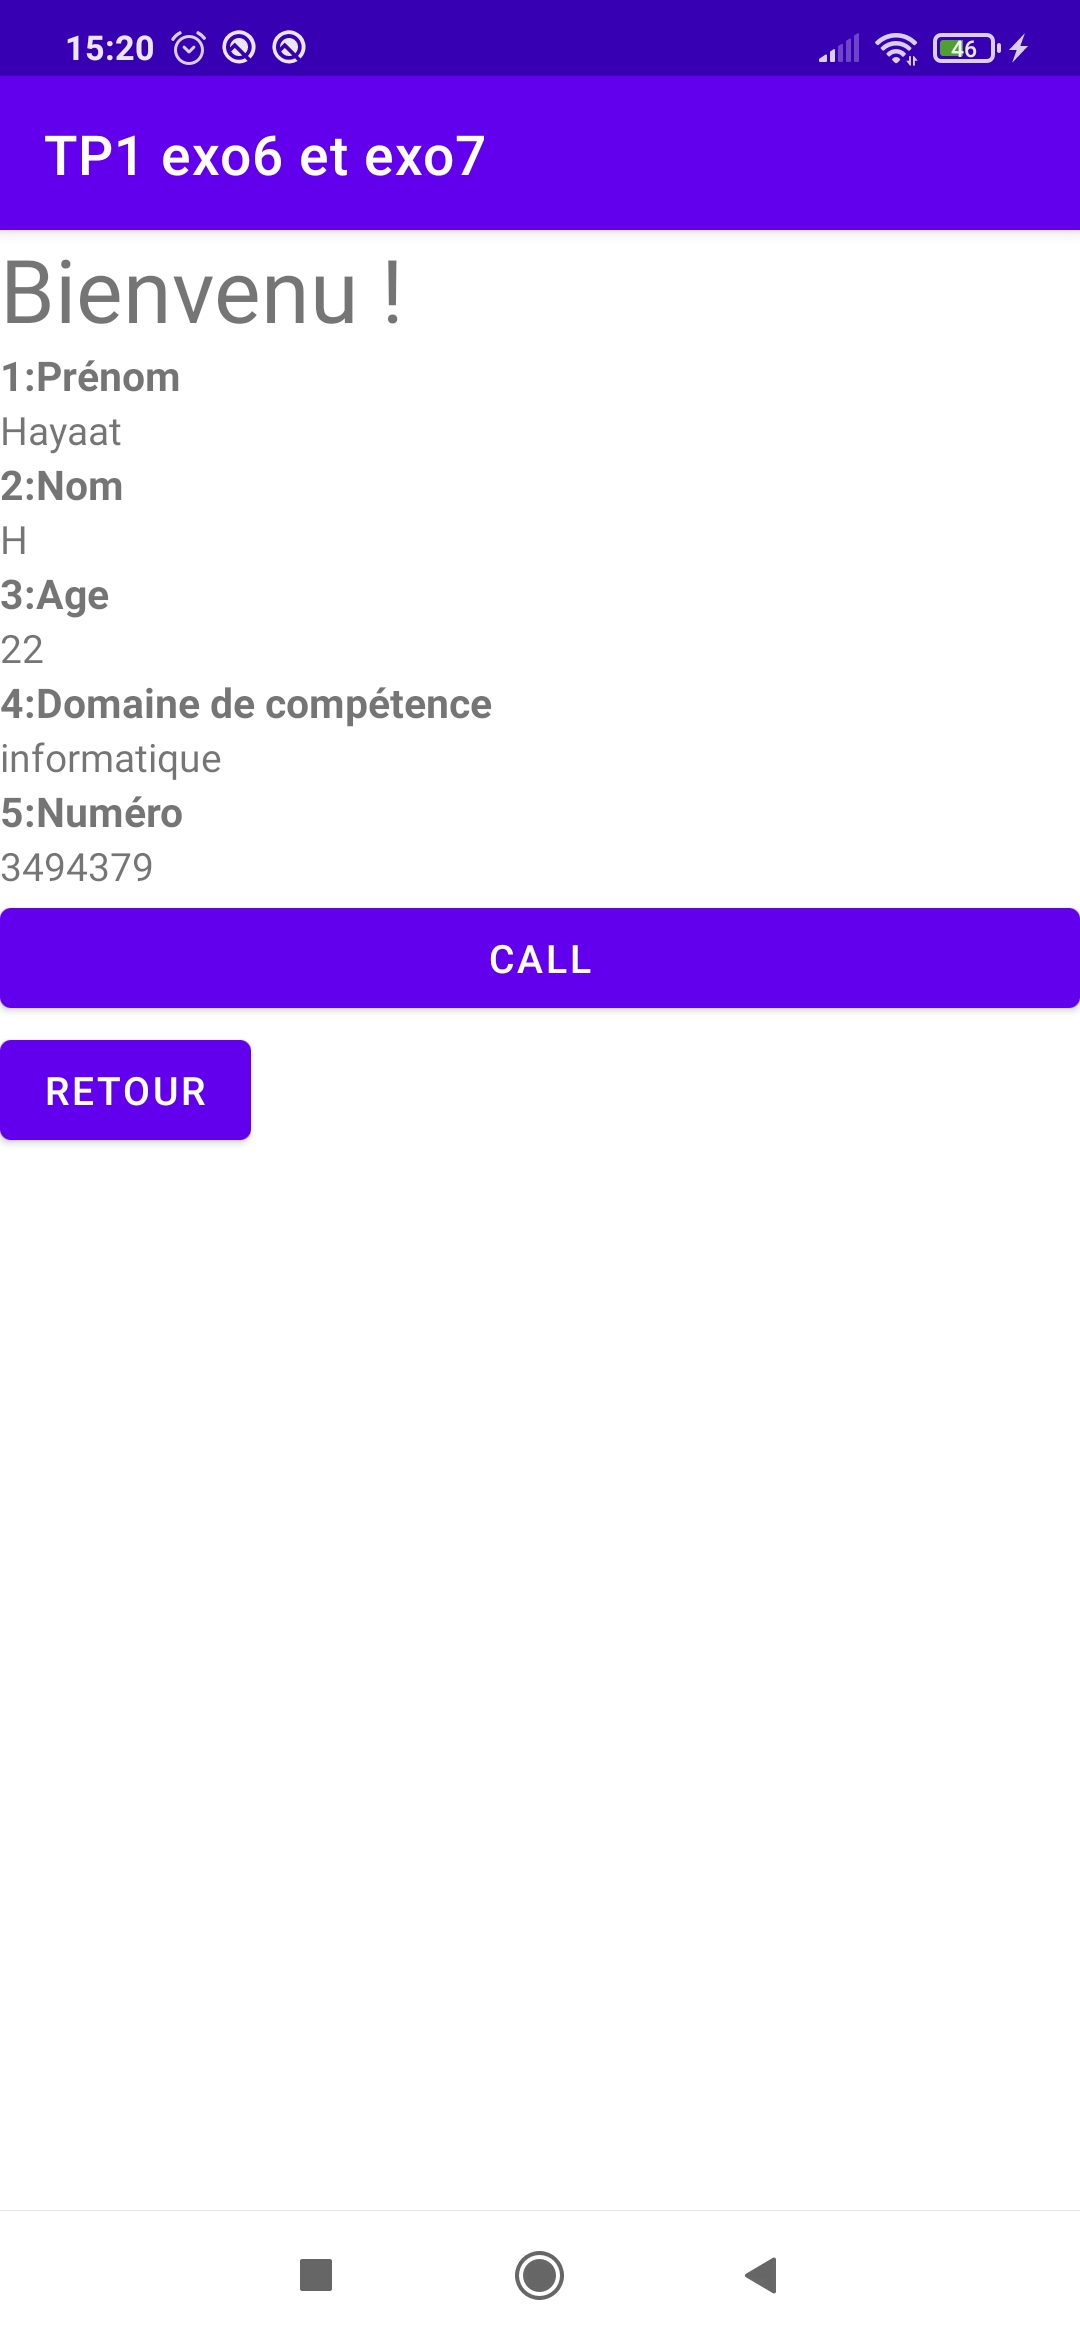 15:20 46
TP1 exo6 et exo7
Bienvenu !
1:Prénom
Hayaat
2:Nom
H
3:Age
22
4:Domaine de compétence
informatique
5:Numéro
3494379
CALL
RETOUR